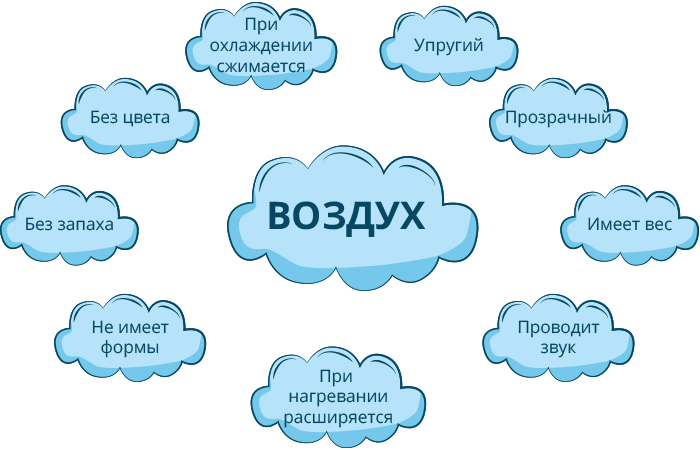 При
охлаждении
сжимается
Упругий
Без цвета
Прозрачный
ВОЗДУХ
Без запаха
Имеет вес
Не имеет
формы
Проводит
звук
При
нагревании
расширяется